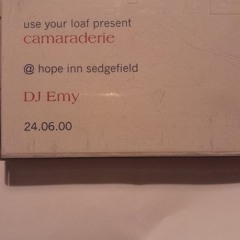 use your loaf present
camaraderie
@ hope inn sedgefield
DJ Emy
24.06.00